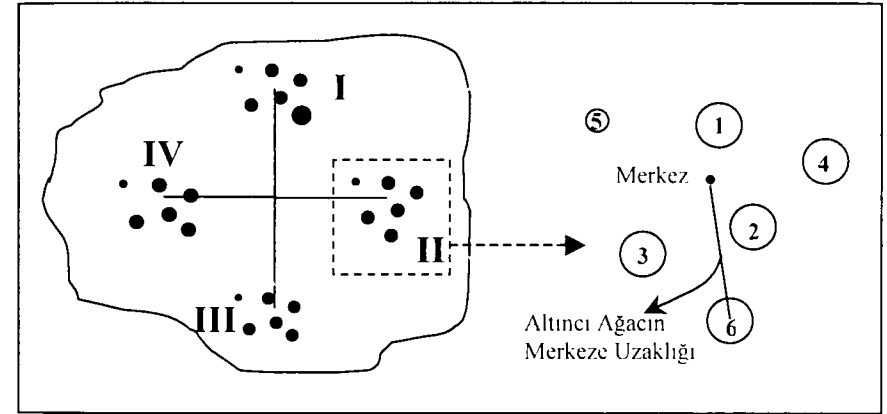 I
IV
II
III
5
1
4
Merkez
2
3
6
Altıncı Ağacın
Merkeze Uzaklığı